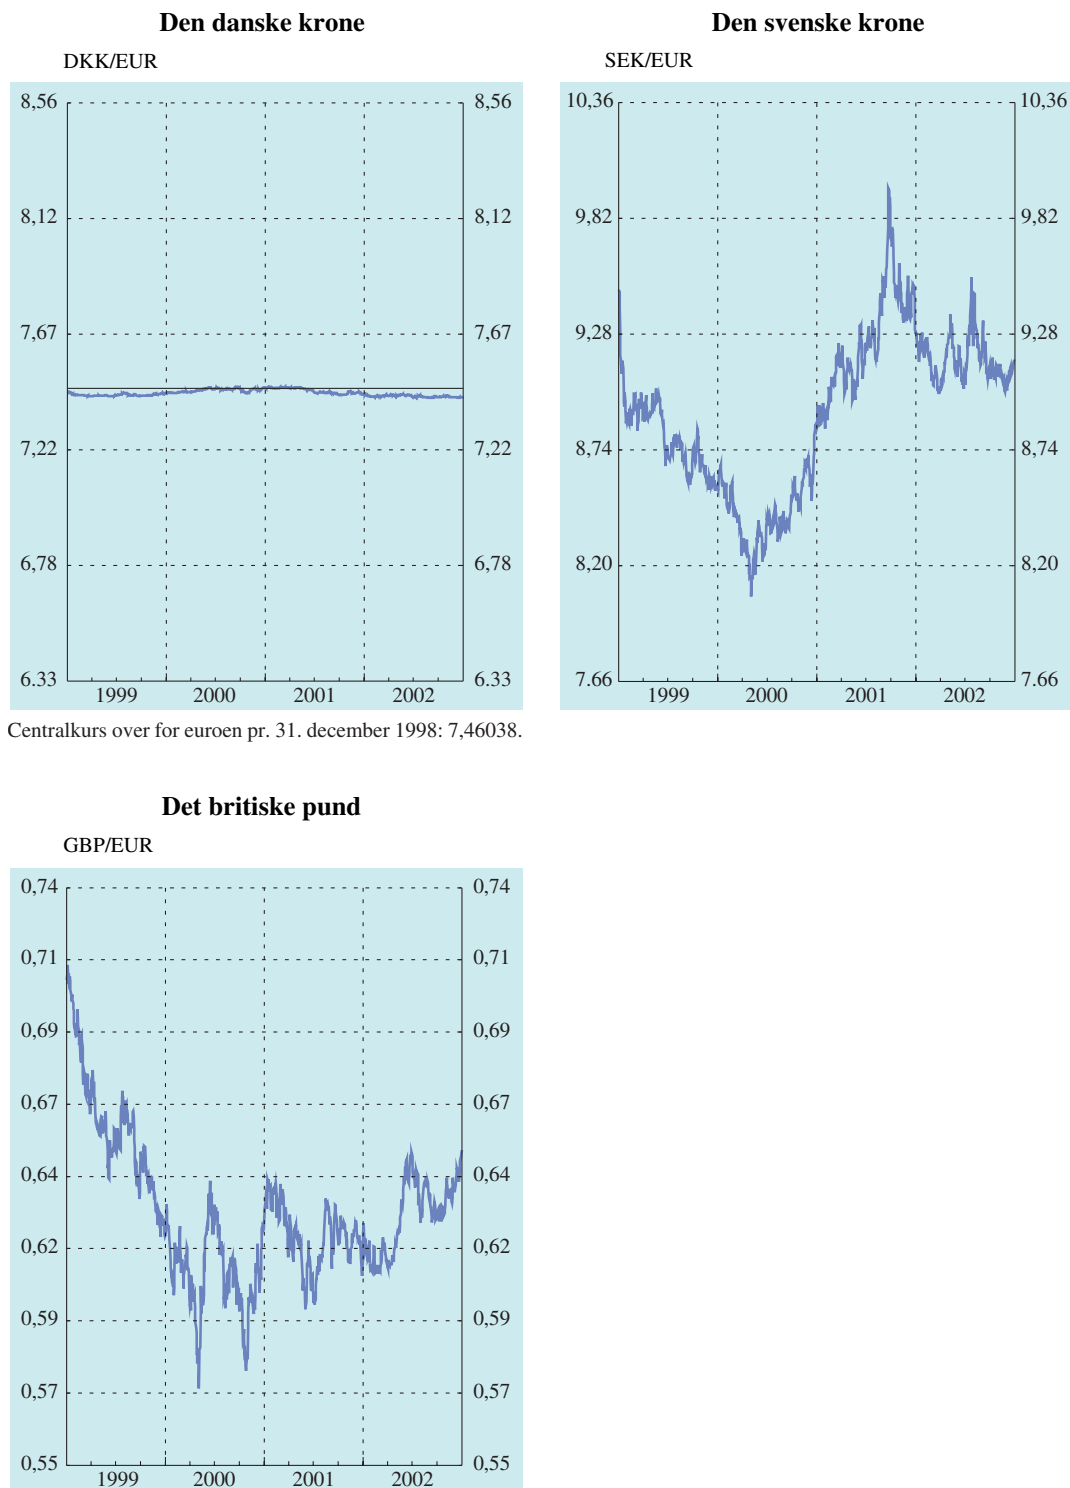 Den danske krone
DKK/EUR
8,56 8,56
8,12 8,12
7,67 7,67
7,22 7,22
6,78 6,78
6.33 6.33
1999 2000 2001 2002
Centralkurs over for euroen pr. 31. december 1998: 7,46038.
Den svenske krone
SEK/EUR
10,36 10,36
9,82 9,82
9,28 9,28
8,74 8,74
8,20 8,20
7.66 7.66
1999 2000 2001 2002
Det britiske pund
GBP/EUR
0,74 0,74
0,71 0,71
0,69 0,69
0,67 0,67
0,64 0,64
0,62 0,62
0,59 0,59
0,57 0,57
0,55 0,55
1999 2000 2001 2002